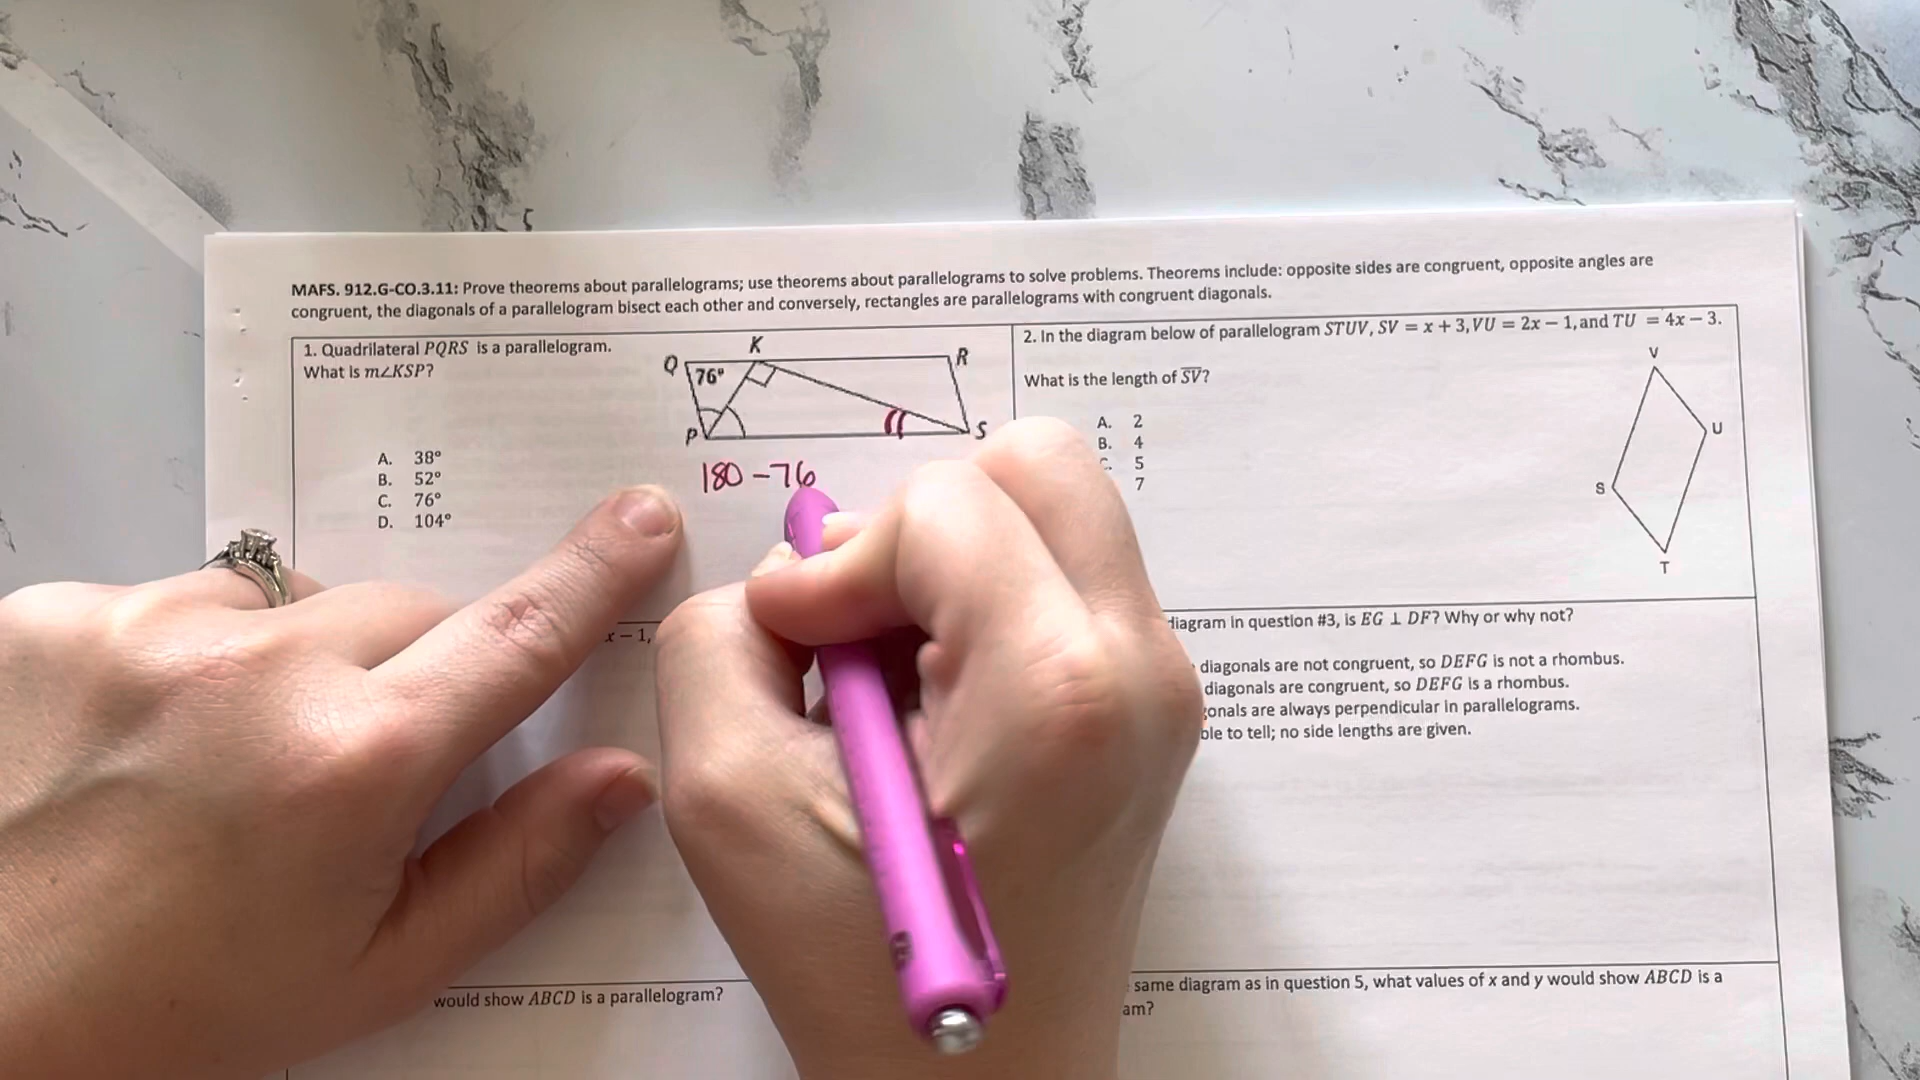 MAFS. 912.G-CO.3.11: Prove theorems about parallelograms; use theorems about parallelograms to solve problems. Theorems include: opposite sides are congruent, opposite angles are
congruent, the diagonals of a parallelogram bisect each other and conversely, rectangles are parallelograms with congruent diagonals.
1. Quadrilateral PQRS is a parallelogram.
What is m∠KSP?
A. 38°
B. 52°
C. 76°
D. 104°
Q
K
R
76°
P
S
180 – 76
2. In the diagram below of parallelogram STUV, SV = x + 3, VU = 2x – 1, and TU = 4x – 3.
What is the length of SV?
A. 2
B. 4
C. 5
7
V
U
S
T
x – 1,
diagram in question #3, is EG ⊥ DF? Why or why not?
diagonals are not congruent, so DEFG is not a rhombus.
diagonals are congruent, so DEFG is a rhombus.
gonals are always perpendicular in parallelograms.
ble to tell; no side lengths are given.
would show ABCD is a parallelogram?
same diagram as in question 5, what values of x and y would show ABCD is a
am?